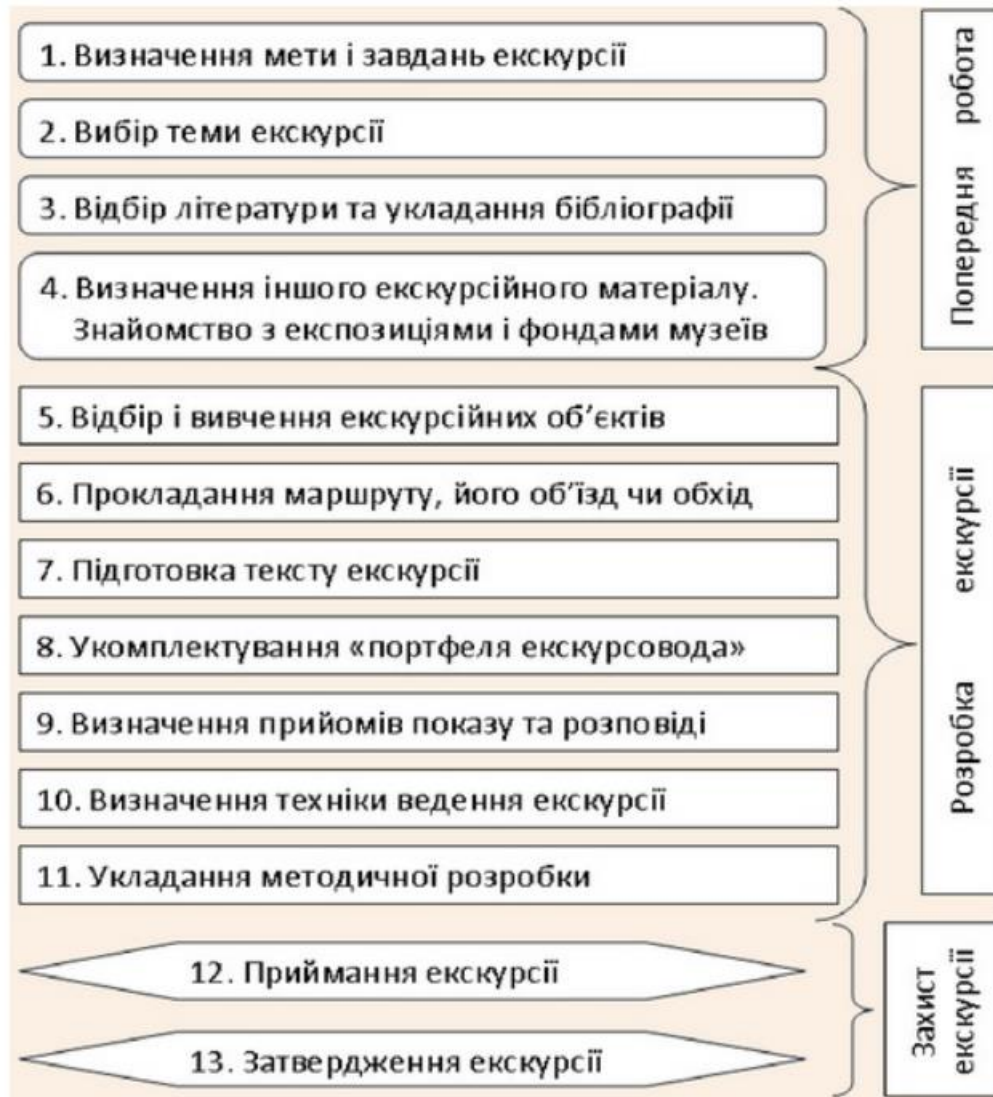 1. Визначення мети і завдань екскурсії
2. Вибір теми екскурсії
3. Відбір літератури та укладання бібліографії
4. Визначення іншого екскурсійного матеріалу.
Знайомство з експозиціями і фондами музеїв
Попередня робота
5. Відбір і вивчення екскурсійних об’єктів
6. Прокладання маршруту, його об’їзд чи обхід
7. Підготовка тексту екскурсії
8. Укомплектування «портфеля екскурсовода»
9. Визначення прийомів показу та розповіді
10. Визначення техніки ведення екскурсії
11. Укладання методичної розробки
Розробка екскурсії
12. Приймання екскурсії
13. Затвердження екскурсії
Захист
екскурсії